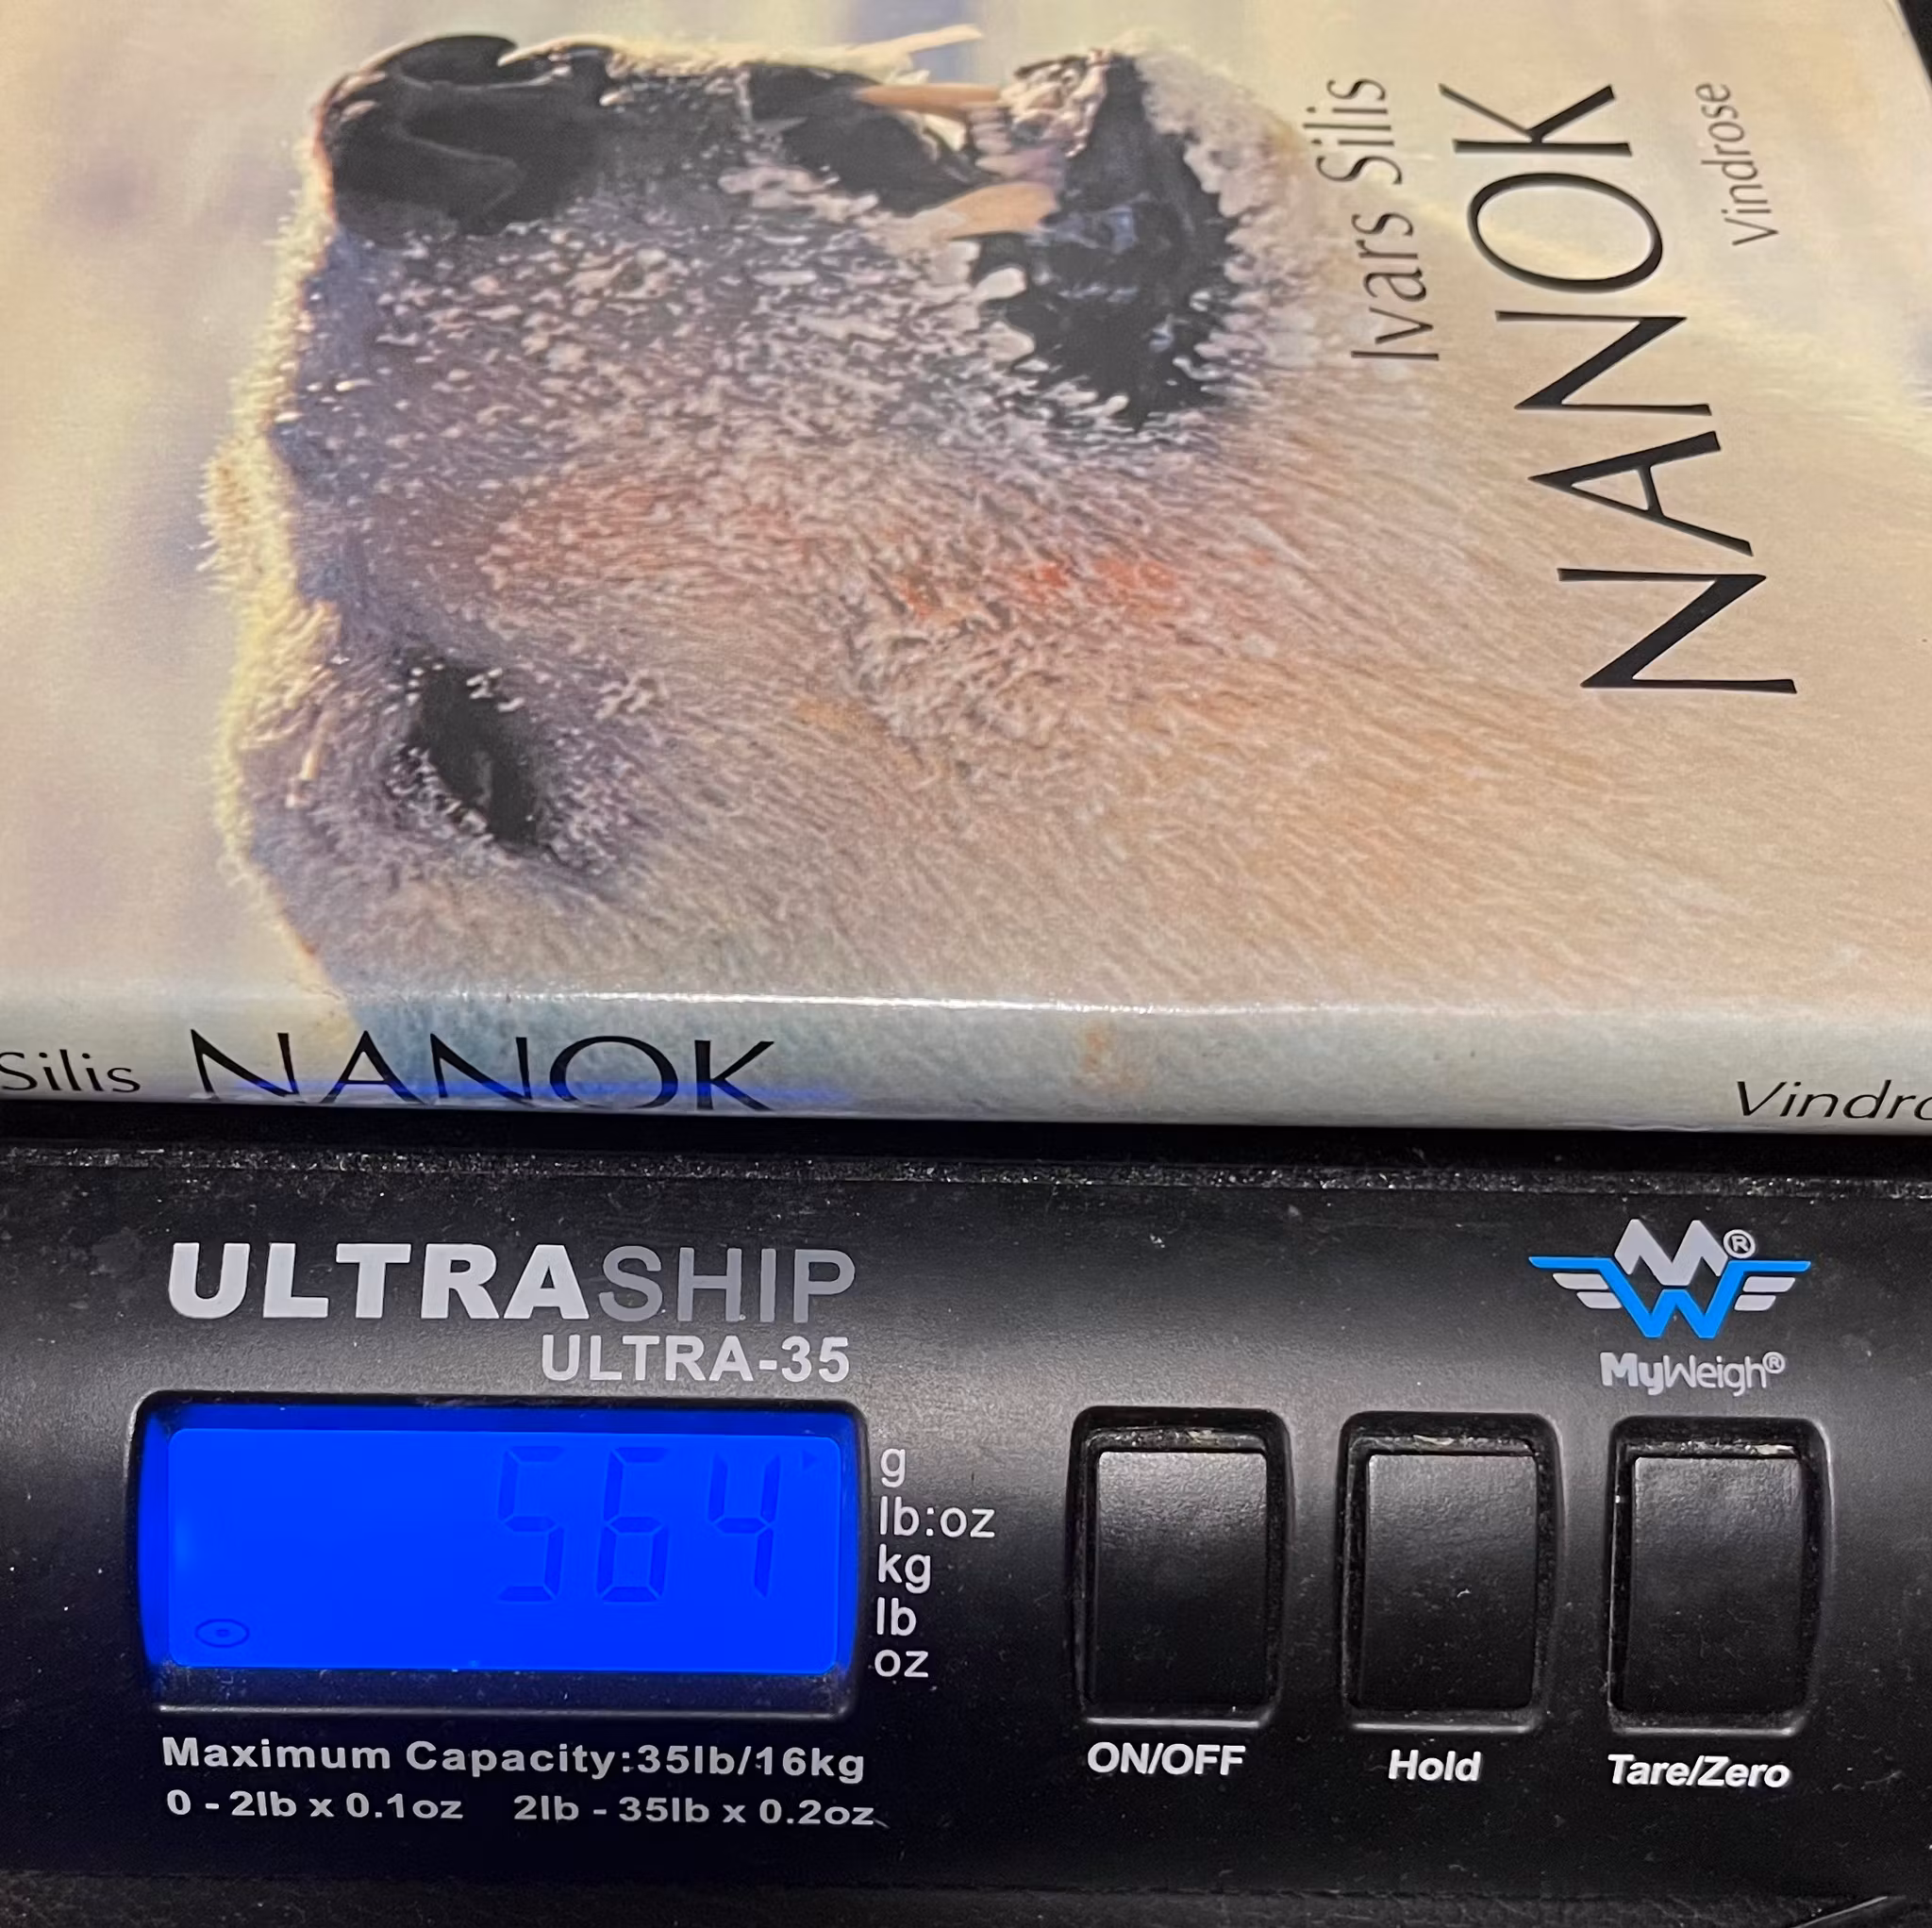 Ivars Silis
NANOK
Vindrose
Silis NANOK Vindro
ULTRASHIP
ULTRA-35
MW®
MyWeigh®
564
g
lb:oz
kg
lb
oz
Maximum Capacity:35lb/16kg
0 - 2lb x 0.1oz 2lb - 35lb x 0.2oz
ON/OFF
Hold
Tare/Zero